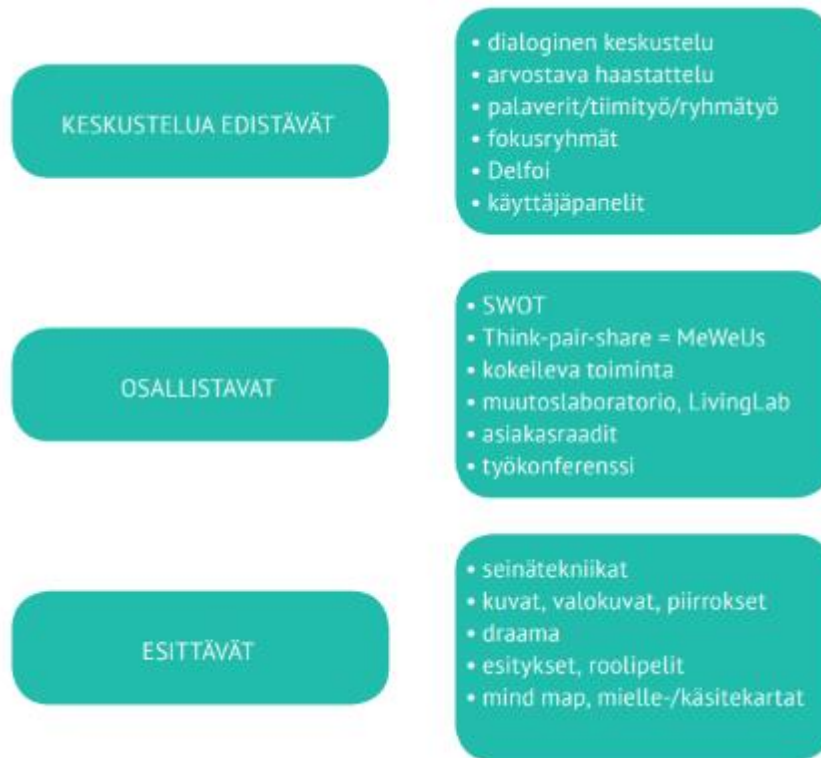 KESKUSTELUA EDISTÄVÄT
• dialoginen keskustelu
• arvostava haastattelu
• palaverit/tiimityö/ryhmätyö
• fokusryhmät
• Delfoi
• käyttäjäpanelit
OSALLISTAVAT
• SWOT
• Think-pair-share = MeWeUs
• kokeileva toiminta
• muutoslaboratorio, LivingLab
• asiakasraadit
• työkonferenssi
ESITTÄVÄT
• seinätekniikat
• kuvat, valokuvat, piirrokset
• draama
• esitykset, roolipelit
• mind map, mielle-/käsitekartat